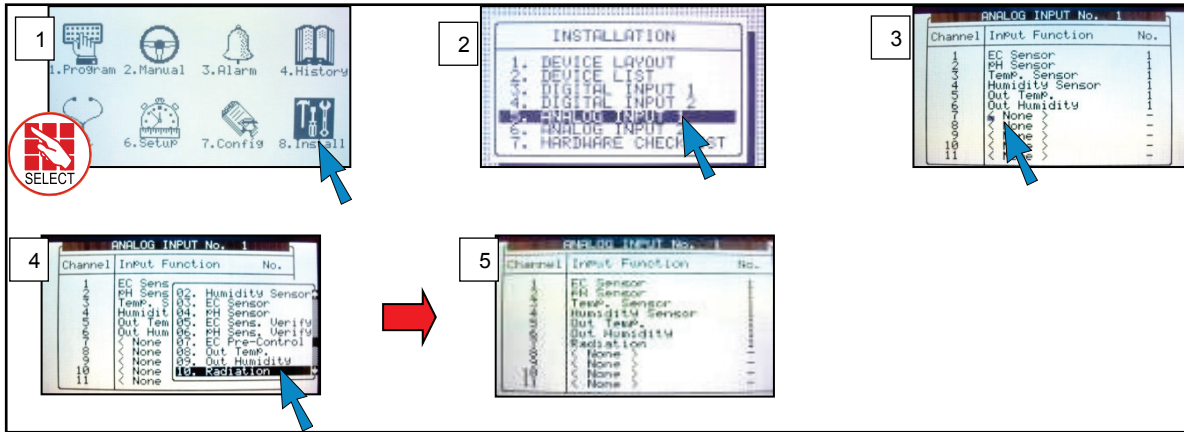 1
1.Program 2.Manual 3.Alarm 4.History
6.Setup 7.Config 8.Install
SELECT
2
INSTALLATION
1. DEVICE LAYOUT
2. DEVICE LIST
3. DIGITAL INPUT 1
4. DIGITAL INPUT 2
5. ANALOG INPUT 1
6. ANALOG INPUT 2
7. HARDWARE CHECK ST
3
ANALOG INPUT No. 1
Channel Input Function No.
1 EC Sensor 1
2 PH Sensor 1
3 Temp. Sensor 1
4 Humidity Sensor 1
5 Out Temp. 1
6 Out Humidity 1
7 None > -
8 < None > -
9 < None > -
10 < None > -
11 < None > -
4
ANALOG INPUT No. 1
Channel Input Function No.
1 EC Sens
2 PH Sens 02. Humidity Sensor
3 Temp. S 03. EC Sensor
4 Humidit 04. PH Sensor
5 Out Tem 05. EC Sens. Verify
6 Out Hum 06. PH Sens. Verify
7 < None 07. EC Pre-Control
8 < None 08. Out Temp.
9 < None 09. Out Humidity
10 < None 10. Radiation
11 < None
5
ANALOG INPUT No. 1
Channel Input Function No.
EC Sensor
PH Sensor
Temp. Sensor
Humidity Sensor
Out Temp.
Out Humidity
Radiation
< None >
< None >
< None >
< None >